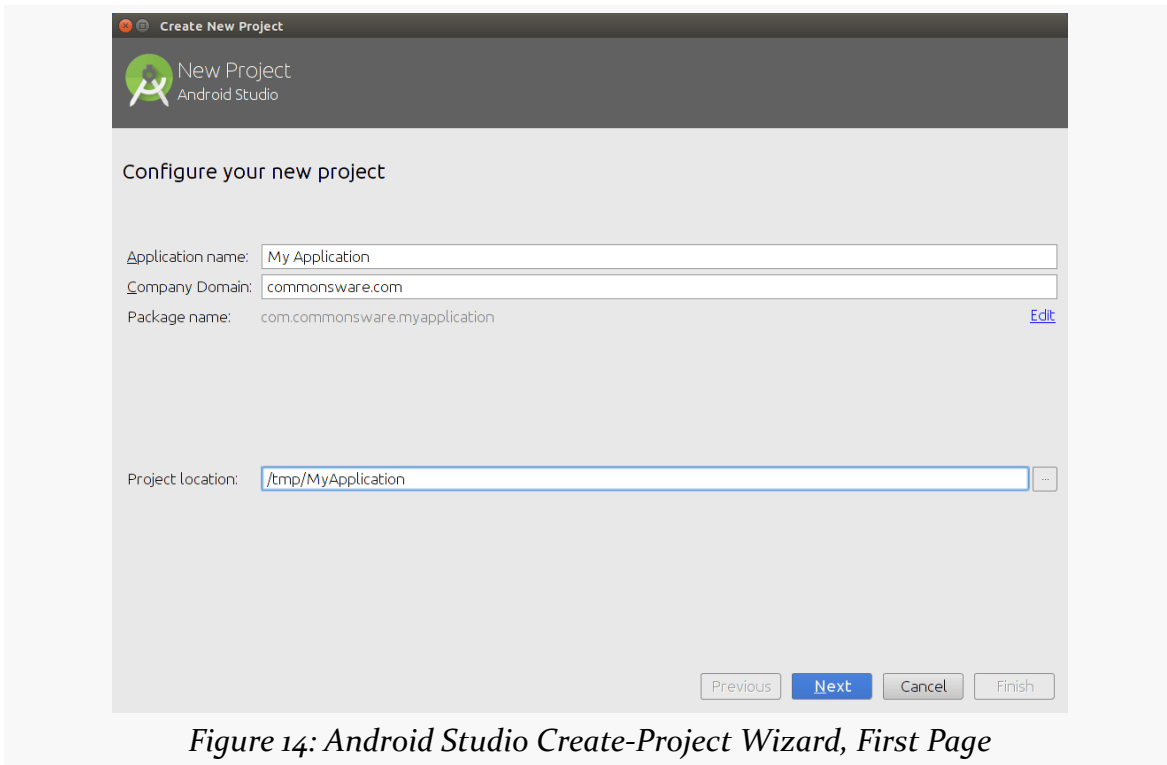 Create New Project
New Project
Android Studio
Configure your new project
Application name: My Application
Company Domain: commonsware.com
Package name: com.commonsware.myapplication Edit
Project location: /tmp/MyApplication ...
Previous Next Cancel Finish
Figure 14: Android Studio Create-Project Wizard, First Page